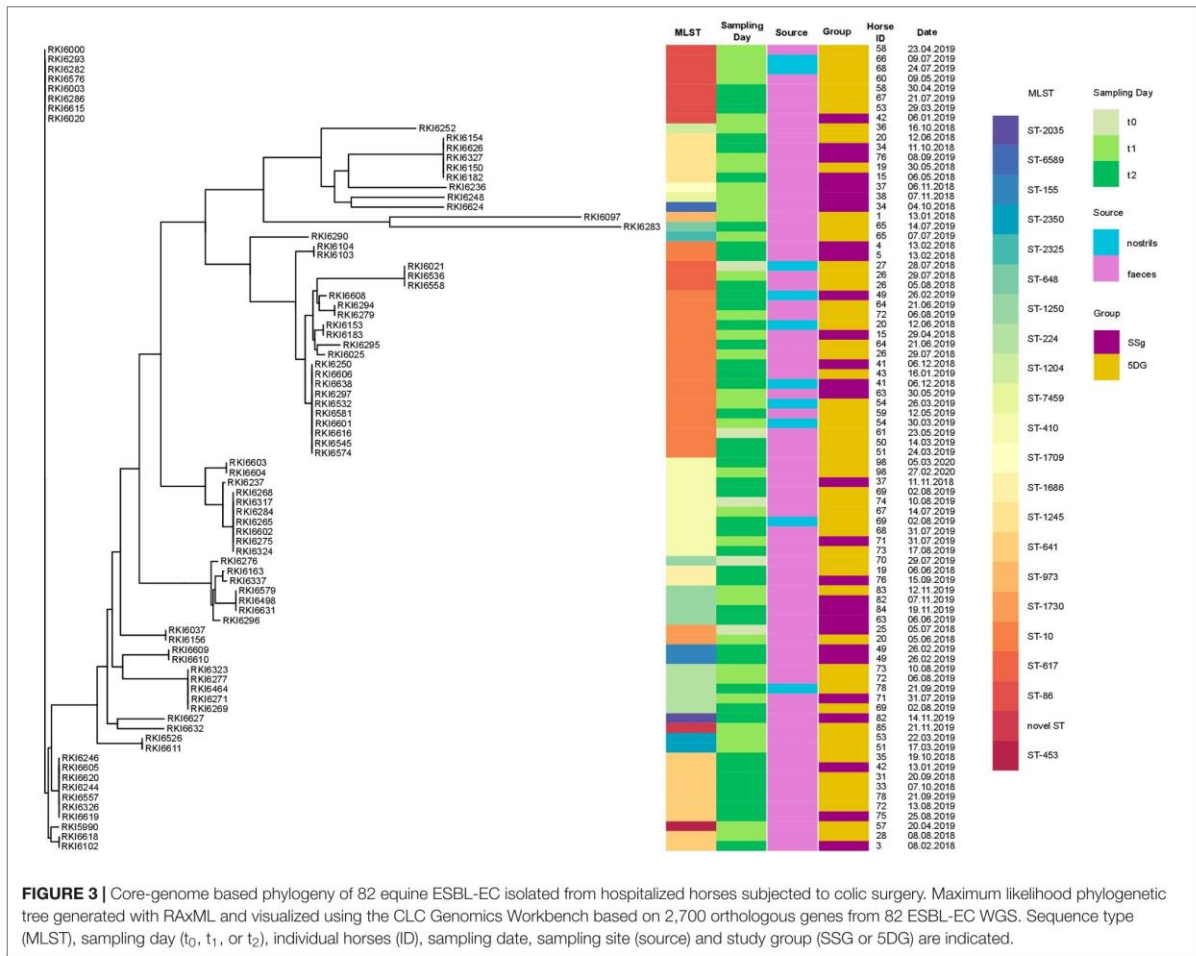 MLST Sampling Day Source Group Horse ID Date
RKI6000 58 23.04.2019
RKI6293 66 09.07.2019
RKI6282 68 24.07.2019
RKI6576 60 09.05.2019
RKI6003 58 30.04.2019
RKI6286 67 21.07.2019
RKI6615 53 29.03.2019
RKI6020 42 06.01.2019
RKI6252 36 16.10.2018
RKI6154 20 12.06.2018
RKI6626 34 11.10.2018
RKI6327 76 08.09.2019
RKI6150 19 30.05.2018
RKI6182 15 06.05.2018
RKI6236 37 06.11.2018
RKI6248 38 07.11.2018
RKI6624 34 04.10.2018
RKI6097 1 13.01.2018
RKI6283 65 14.07.2019
RKI6290 65 07.07.2019
RKI6104 4 13.02.2018
RKI6103 5 13.02.2018
RKI6021 27 28.07.2018
RKI6536 26 29.07.2018
RKI6558 26 05.08.2018
RKI6608 49 26.02.2019
RKI6294 64 21.06.2019
RKI6279 72 06.08.2019
RKI6153 20 12.06.2018
RKI6183 15 29.04.2018
RKI6295 64 21.06.2019
RKI6025 26 29.07.2018
RKI6250 41 06.12.2018
RKI6606 43 16.01.2019
RKI6638 41 06.12.2018
RKI6297 63 30.05.2019
RKI6532 54 26.03.2019
RKI6581 59 12.05.2019
RKI6601 54 30.03.2019
RKI6616 61 23.05.2019
RKI6545 50 14.03.2019
RKI6574 51 24.03.2019
RKI6603 98 05.03.2020
RKI6604 98 27.02.2020
RKI6237 37 11.11.2018
RKI6268 69 02.08.2019
RKI6317 74 10.08.2019
RKI6284 67 14.07.2019
RKI6265 69 02.08.2019
RKI6602 68 31.07.2019
RKI6275 71 31.07.2019
RKI6324 73 17.08.2019
RKI6276 70 29.07.2019
RKI6163 19 06.06.2018
RKI6337 76 15.09.2019
RKI6579 83 12.11.2019
RKI6498 82 07.11.2019
RKI6631 84 19.11.2019
RKI6296 63 06.06.2019
RKI6037 25 05.07.2018
RKI6156 20 05.06.2018
RKI6609 49 26.02.2019
RKI6610 49 26.02.2019
RKI6323 73 10.08.2019
RKI6277 72 06.08.2019
RKI6464 78 21.09.2019
RKI6271 71 31.07.2019
RKI6269 69 02.08.2019
RKI6627 82 14.11.2019
RKI6632 85 21.11.2019
RKI6526 53 22.03.2019
RKI6611 51 17.03.2019
RKI6246 35 19.10.2018
RKI6605 42 13.01.2019
RKI6620 31 20.09.2018
RKI6244 33 07.10.2018
RKI6557 78 21.09.2019
RKI6326 72 13.08.2019
RKI6619 75 25.08.2019
RKI5990 57 20.04.2019
RKI6618 28 08.08.2018
RKI6102 3 08.02.2018
MLST
ST-2035
ST-6589
ST-155
ST-2350
ST-2325
ST-648
ST-1250
ST-224
ST-1204
ST-7459
ST-410
ST-1709
ST-1686
ST-1245
ST-641
ST-973
ST-1730
ST-10
ST-617
ST-86
novel ST
ST-453
Sampling Day
t0
t1
t2
Source
nostrils
faeces
Group
SSg
5DG
FIGURE 3 | Core-genome based phylogeny of 82 equine ESBL-EC isolated from hospitalized horses subjected to colic surgery. Maximum likelihood phylogenetic
tree generated with RAxML and visualized using the CLC Genomics Workbench based on 2,700 orthologous genes from 82 ESBL-EC WGS. Sequence type
(MLST), sampling day (t0, t1, or t2), individual horses (ID), sampling date, sampling site (source) and study group (SSG or 5DG) are indicated.